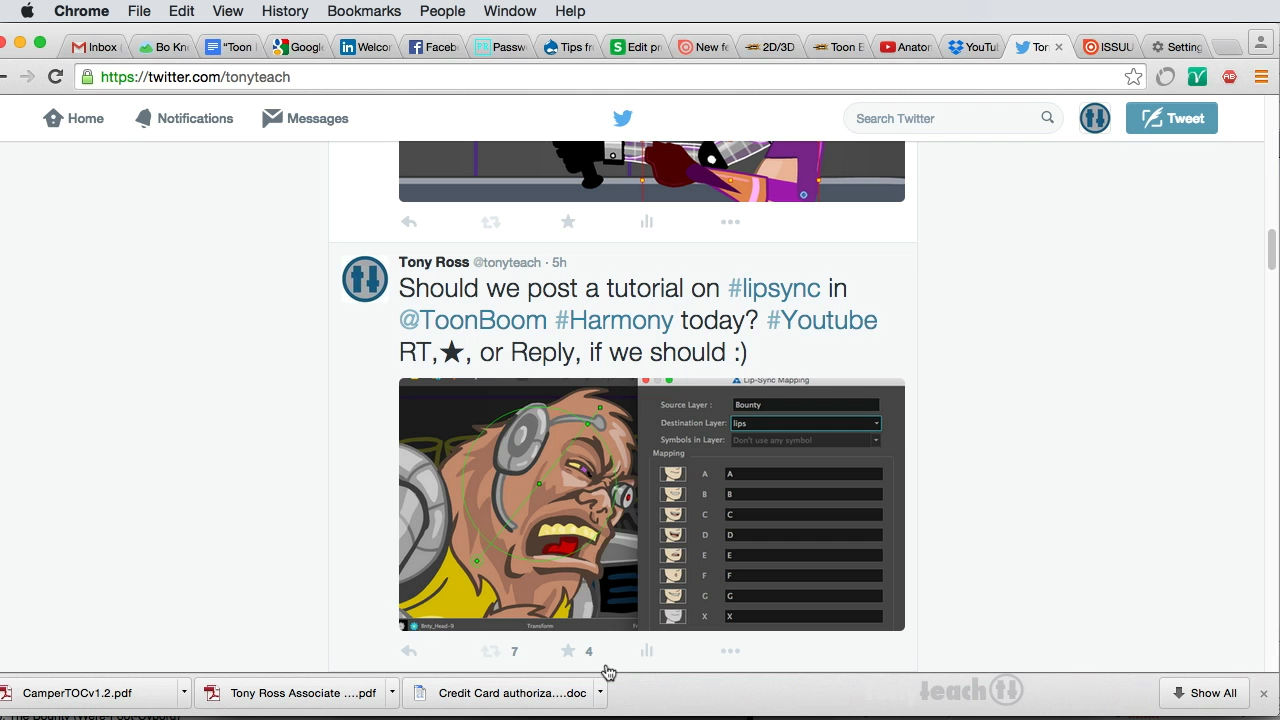 Chrome File Edit View History Bookmarks People Window Help
Inbox Bo Kn "Toon Googl Welco Faceb Passw Tips fr Edit pr New fe 2D/3D Toon E Anator YouTu Ton ISSUU Setting
https://twitter.com/tonyteach
Home Notifications Messages Search Twitter Tweet
Tony Ross @tonyteach · 5h
Should we post a tutorial on #lipsync in
@ToonBoom #Harmony today? #Youtube
RT,★, or Reply, if we should :)
Lip-Sync Mapping
Source Layer : Bounty
Destination Layer: lips
Symbols in Layer: Don't use any symbol
Mapping
A A
B B
C C
D D
E E
F F
G G
X X
Transform
7 4
CamperTOCv1.2.pdf Tony Ross Associate ....pdf Credit Card authoriza....doc tonyteach Show All